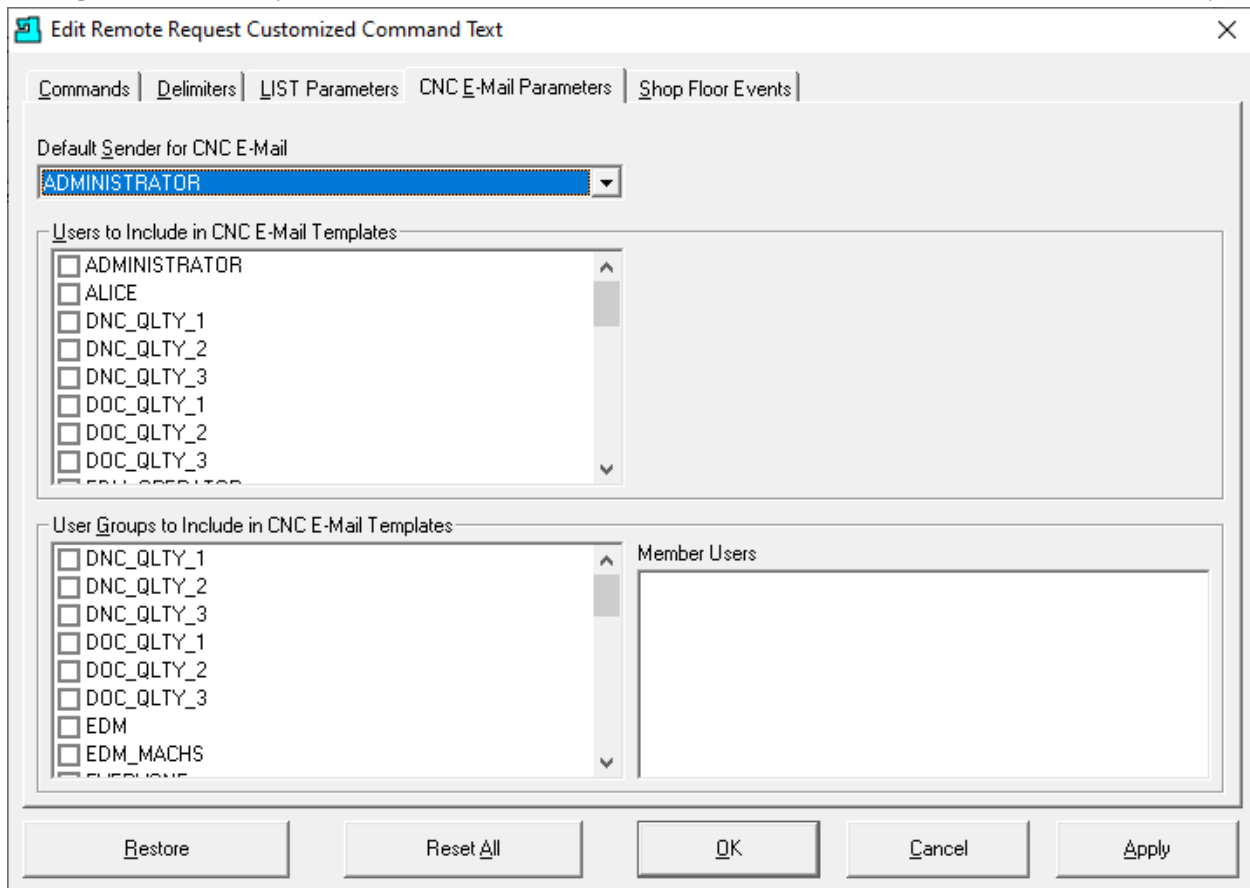 Edit Remote Request Customized Command Text
Commands Delimiters LIST Parameters CNC E-Mail Parameters Shop Floor Events
Default Sender for CNC E-Mail
ADMINISTRATOR
Users to Include in CNC E-Mail Templates
ADMINISTRATOR
ALICE
DNC_QLTY_1
DNC_QLTY_2
DNC_QLTY_3
DOC_QLTY_1
DOC_QLTY_2
DOC_QLTY_3
User Groups to Include in CNC E-Mail Templates
DNC_QLTY_1
DNC_QLTY_2
DNC_QLTY_3
DOC_QLTY_1
DOC_QLTY_2
DOC_QLTY_3
EDM
EDM_MACHS
Member Users
Restore Reset All OK Cancel Apply